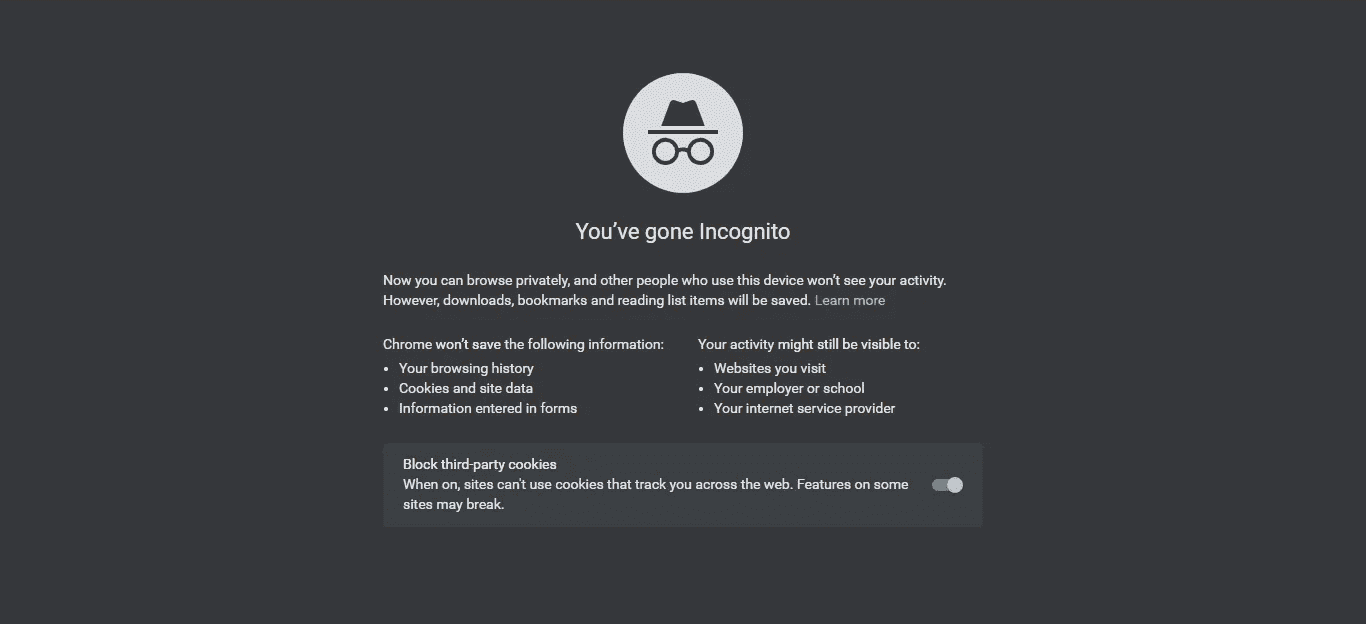 You've gone Incognito
Now you can browse privately, and other people who use this device won't see your activity.
However, downloads, bookmarks and reading list items will be saved. Learn more
Chrome won't save the following information:
• Your browsing history
• Cookies and site data
• Information entered in forms
Your activity might still be visible to:
• Websites you visit
• Your employer or school
• Your internet service provider
Block third-party cookies
When on, sites can't use cookies that track you across the web. Features on some
sites may break.